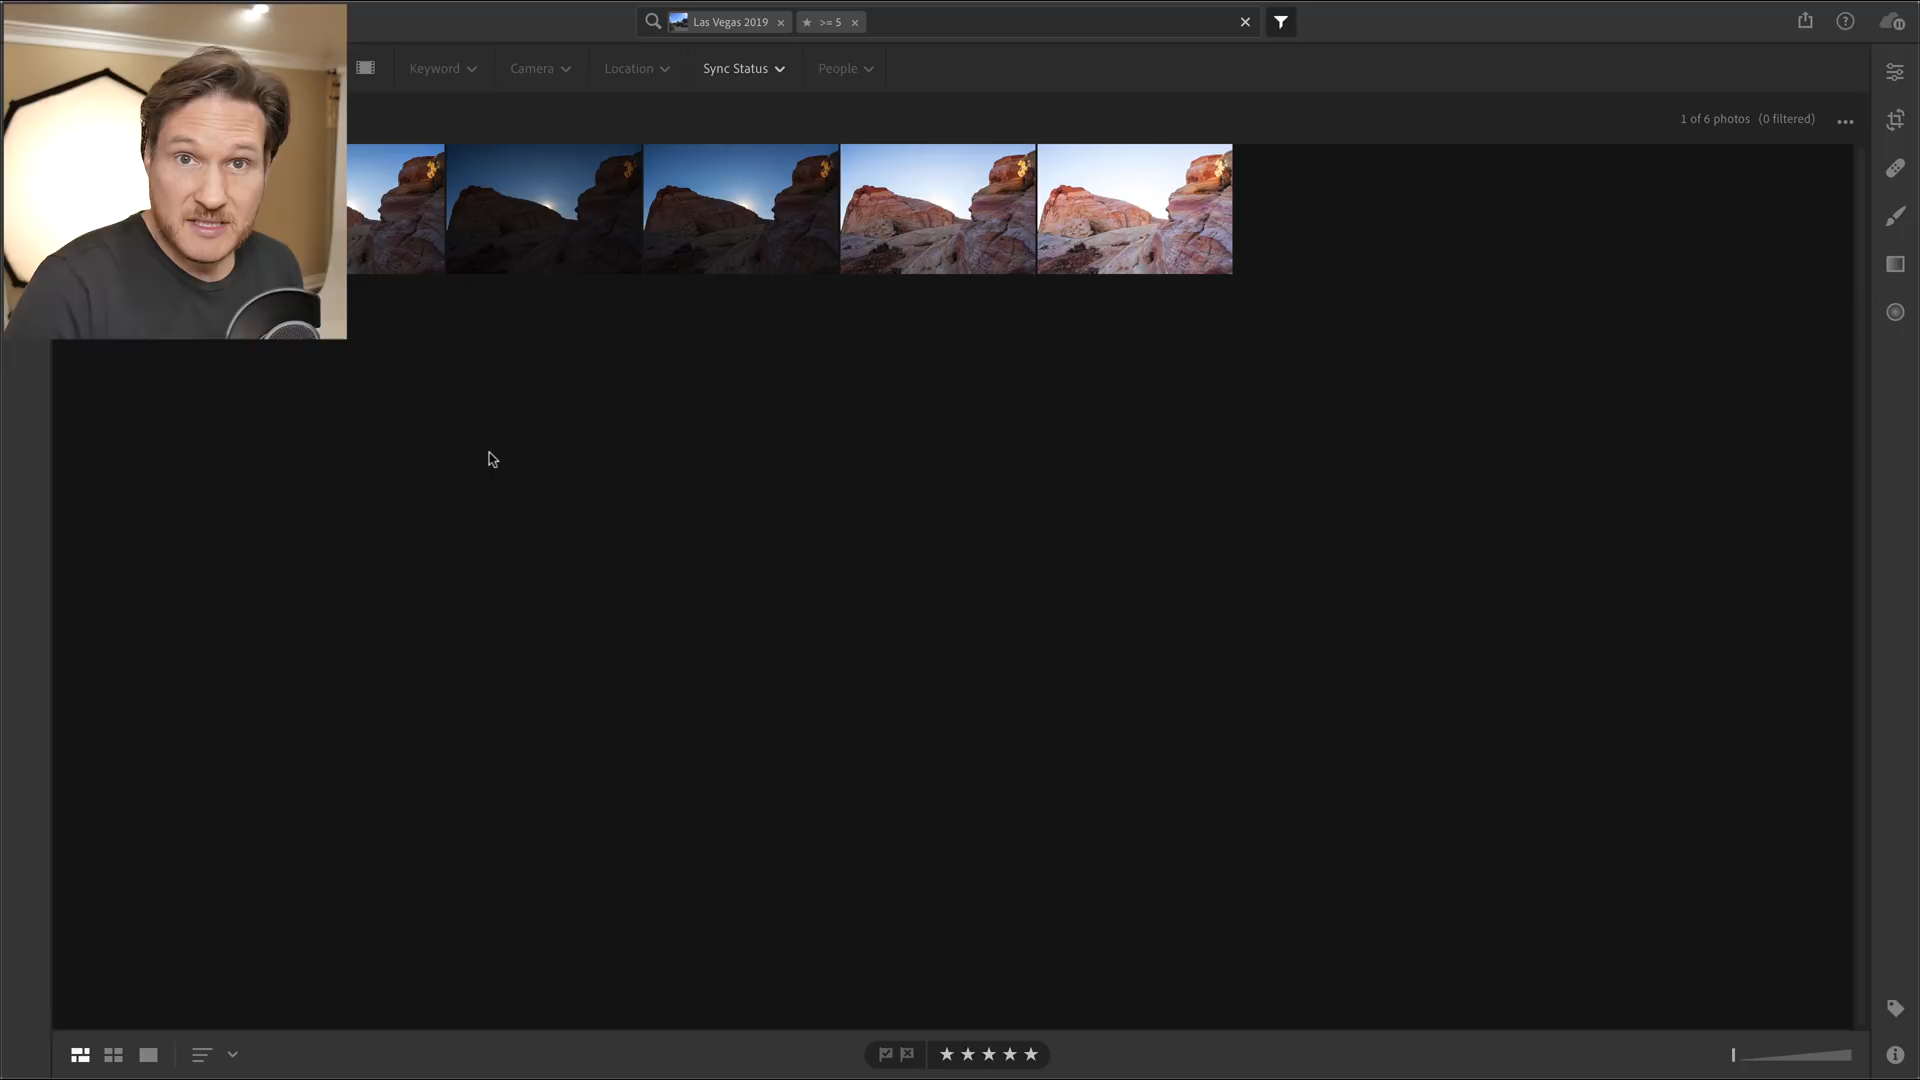 Las Vegas 2019 × ★ >= 5 ×
Keyword Camera Location Sync Status People
1 of 6 photos (0 filtered)